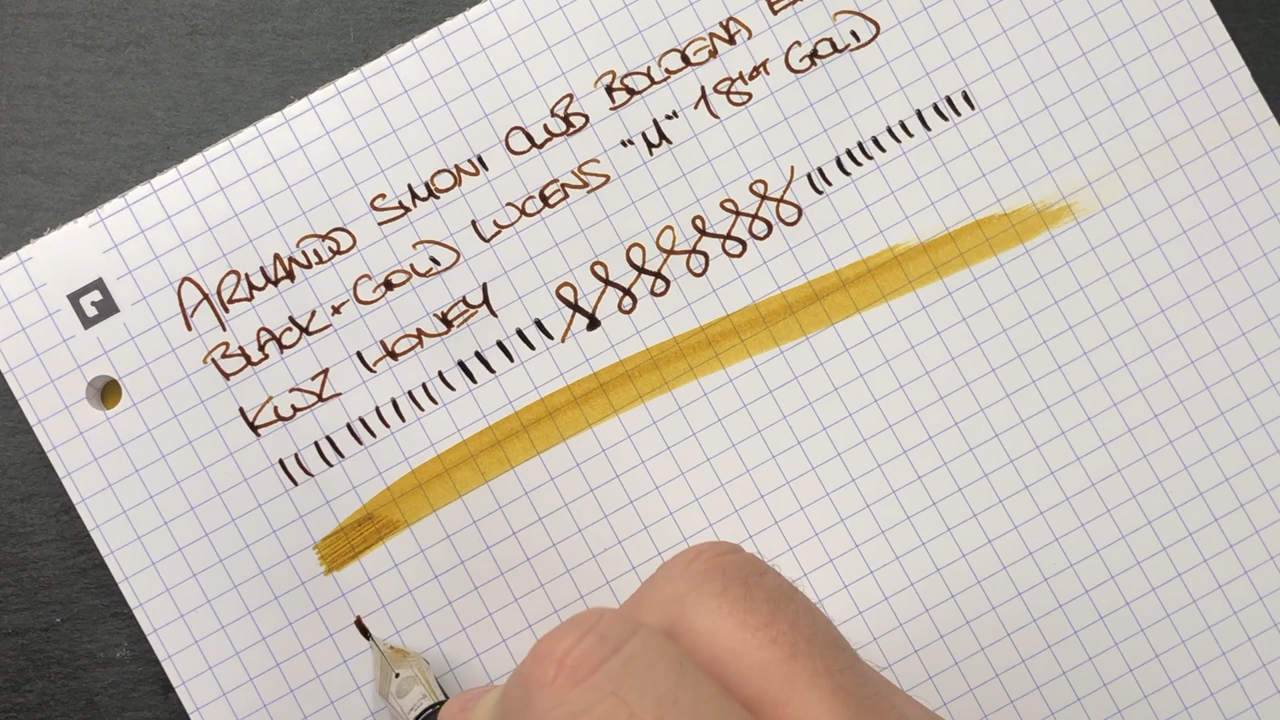 ARMANDO SIMONI CLUB BOLOGNA
BLACK + GOLD LUCENS "M" 18KT GOLD
KWZ HONEY